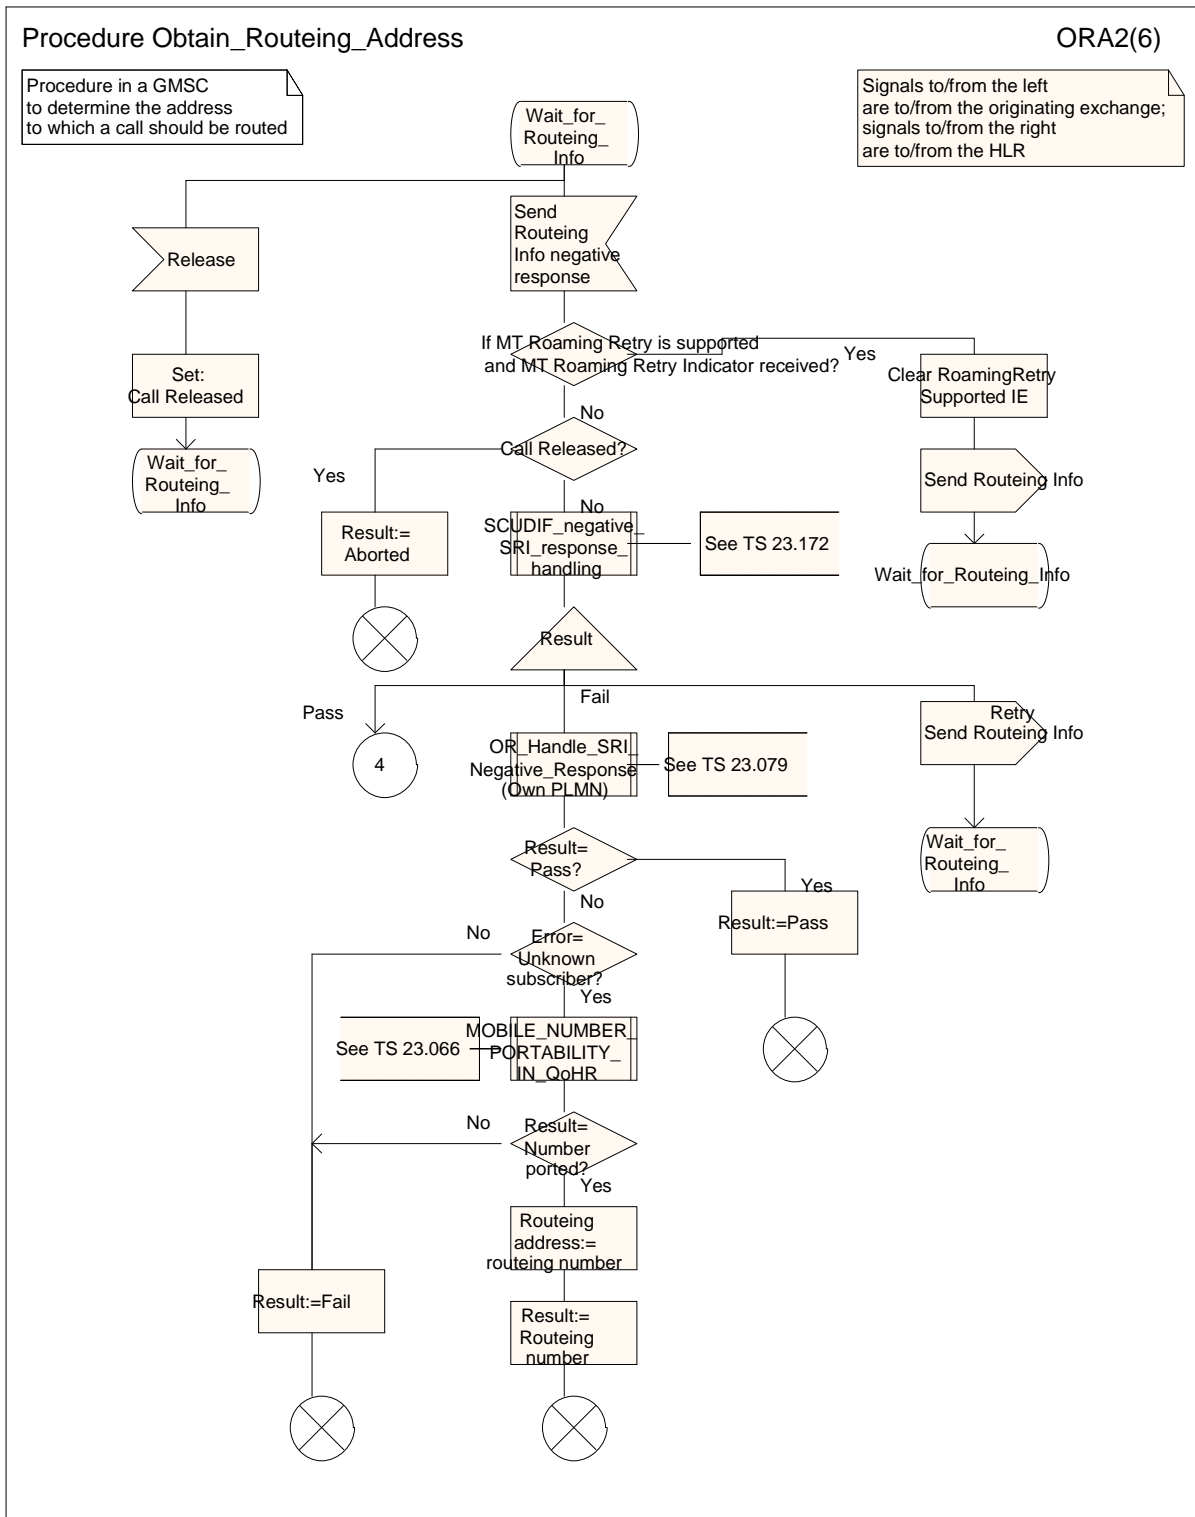 Procedure Obtain_Routeing_Address
ORA2(6)
Procedure in a GMSC
to determine the address
to which a call should be routed
Signals to/from the left
are to/from the originating exchange;
signals to/from the right
are to/from the HLR
Wait_for_
Routeing_
Info
Release
Send
Routeing
Info negative
response
If MT Roaming Retry is supported
and MT Roaming Retry Indicator received?
Yes
No
Set:
Call Released
Clear RoamingRetry
Supported IE
Call Released?
Yes
No
Wait_for_
Routeing_
Info
Send Routeing Info
Result:=
Aborted
SCUDIF_negative_
SRI_response_
handling
See TS 23.172
Wait_for_Routeing_Info
Result
Pass
Fail
Retry
Send Routeing Info
4
OR_Handle_SRI_
Negative_Response
(Own PLMN)
See TS 23.079
Result=
Pass?
Yes
No
Wait_for_
Routeing_
Info
Result:=Pass
No
Error=
Unknown
subscriber?
Yes
See TS 23.066
MOBILE_NUMBER_
PORTABILITY_
IN_QoHR
No
Result=
Number
ported?
Yes
Routeing
address:=
routeing number
Result:=Fail
Result:=
Routeing
number